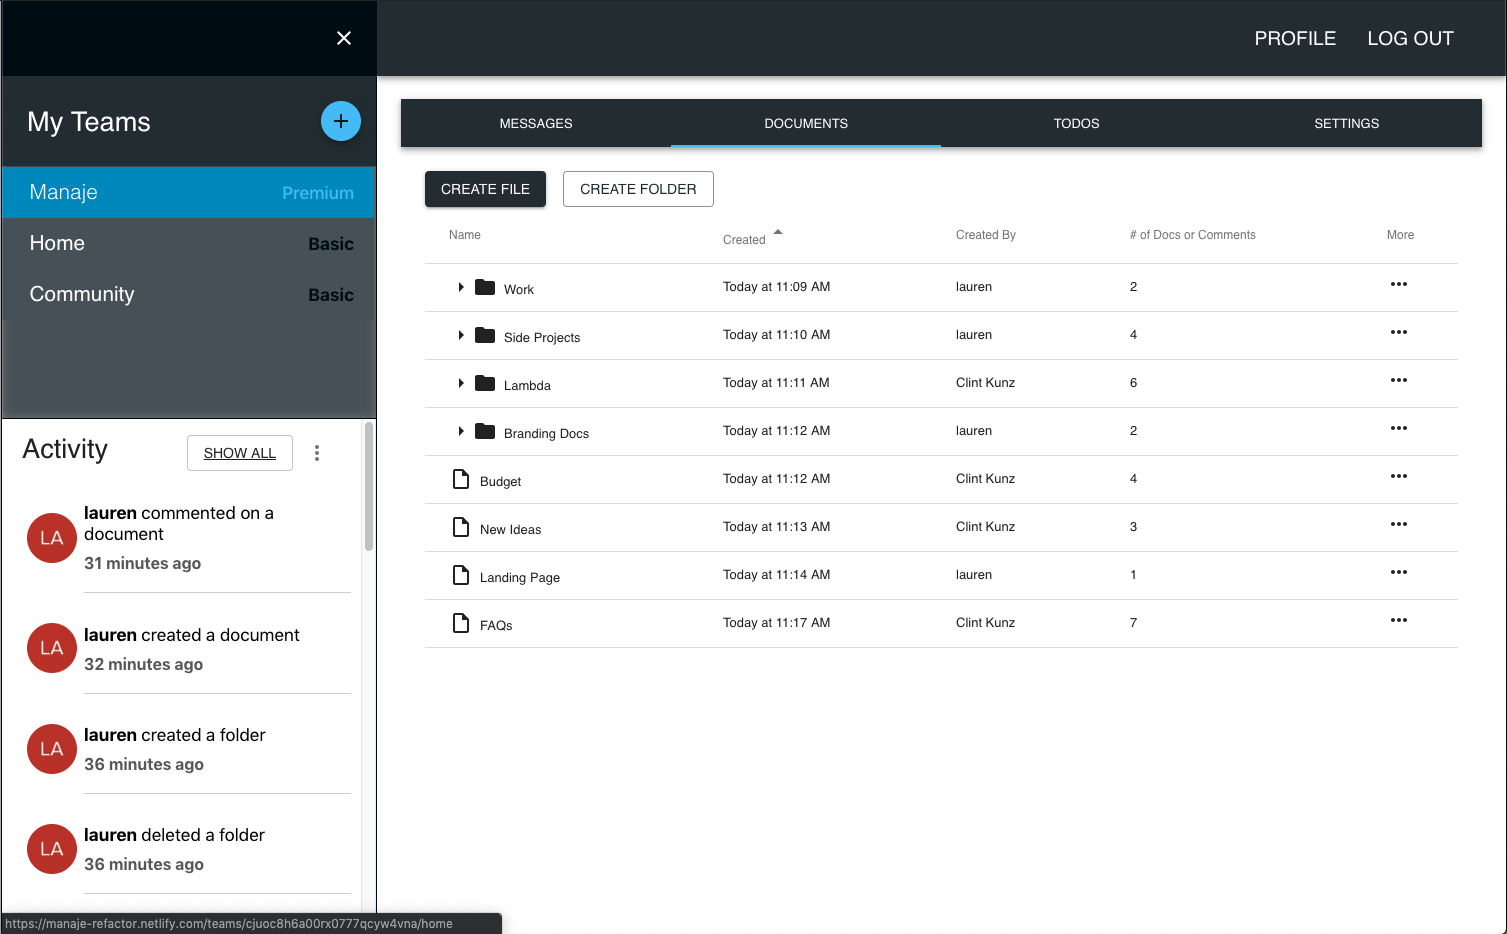 PROFILE LOG OUT
My Teams
Manaje Premium
Home Basic
Community Basic
Activity SHOW ALL
LA
lauren commented on a
document
31 minutes ago
LA
lauren created a document
32 minutes ago
LA
lauren created a folder
36 minutes ago
LA
lauren deleted a folder
36 minutes ago
MESSAGES DOCUMENTS TODOS SETTINGS
CREATE FILE CREATE FOLDER
Name Created Created By # of Docs or Comments More
Work Today at 11:09 AM lauren 2
Side Projects Today at 11:10 AM lauren 4
Lambda Today at 11:11 AM Clint Kunz 6
Branding Docs Today at 11:12 AM lauren 2
Budget Today at 11:12 AM Clint Kunz 4
New Ideas Today at 11:13 AM Clint Kunz 3
Landing Page Today at 11:14 AM lauren 1
FAQs Today at 11:17 AM Clint Kunz 7
https://manaje-refactor.netlify.com/teams/cjuoc8h6a00rx0777qcyw4vna/home